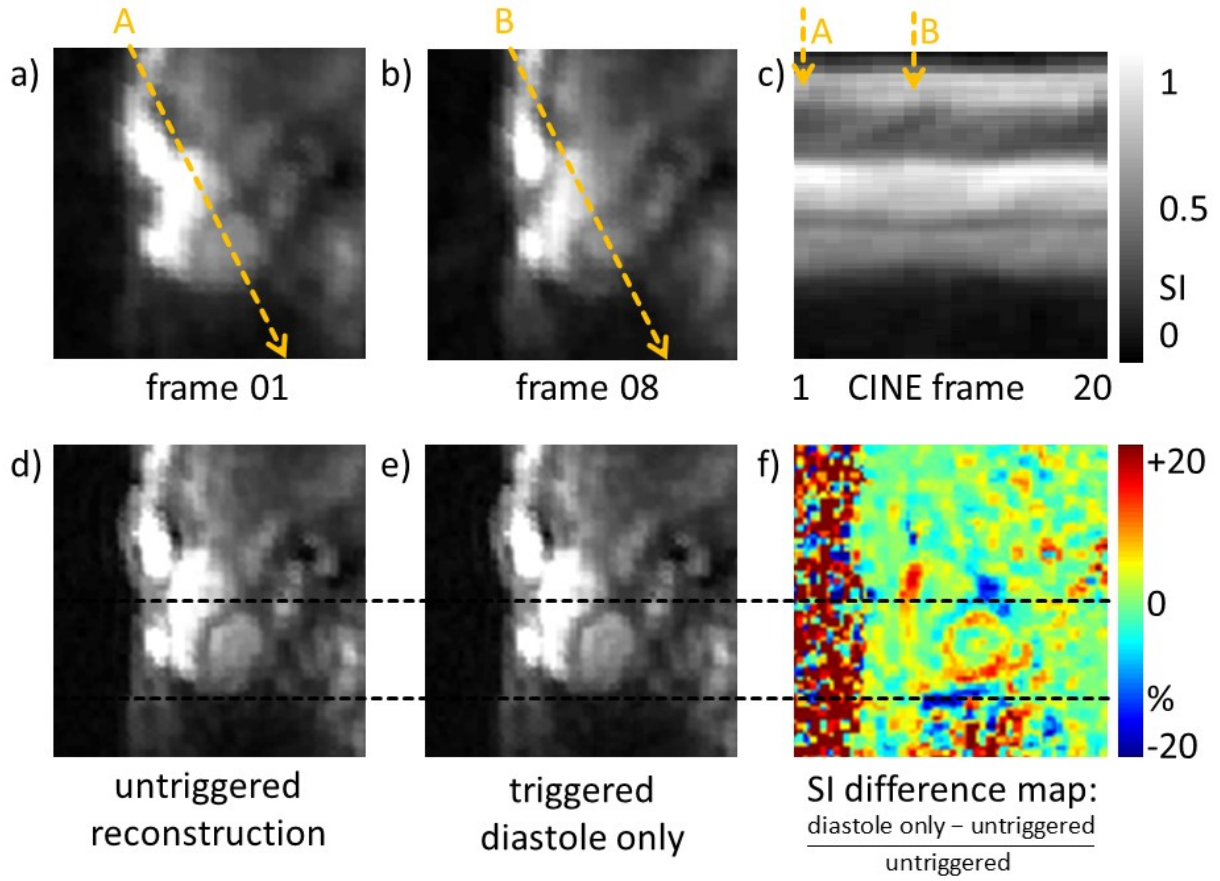 A
B
A
B
a)
b)
c)
1
0.5
SI
0
frame 01
frame 08
1 CINE frame 20
d)
e)
f)
+20
0
%
-20
untriggered
reconstruction
triggered
diastole only
SI difference map:
diastole only − untriggered
untriggered